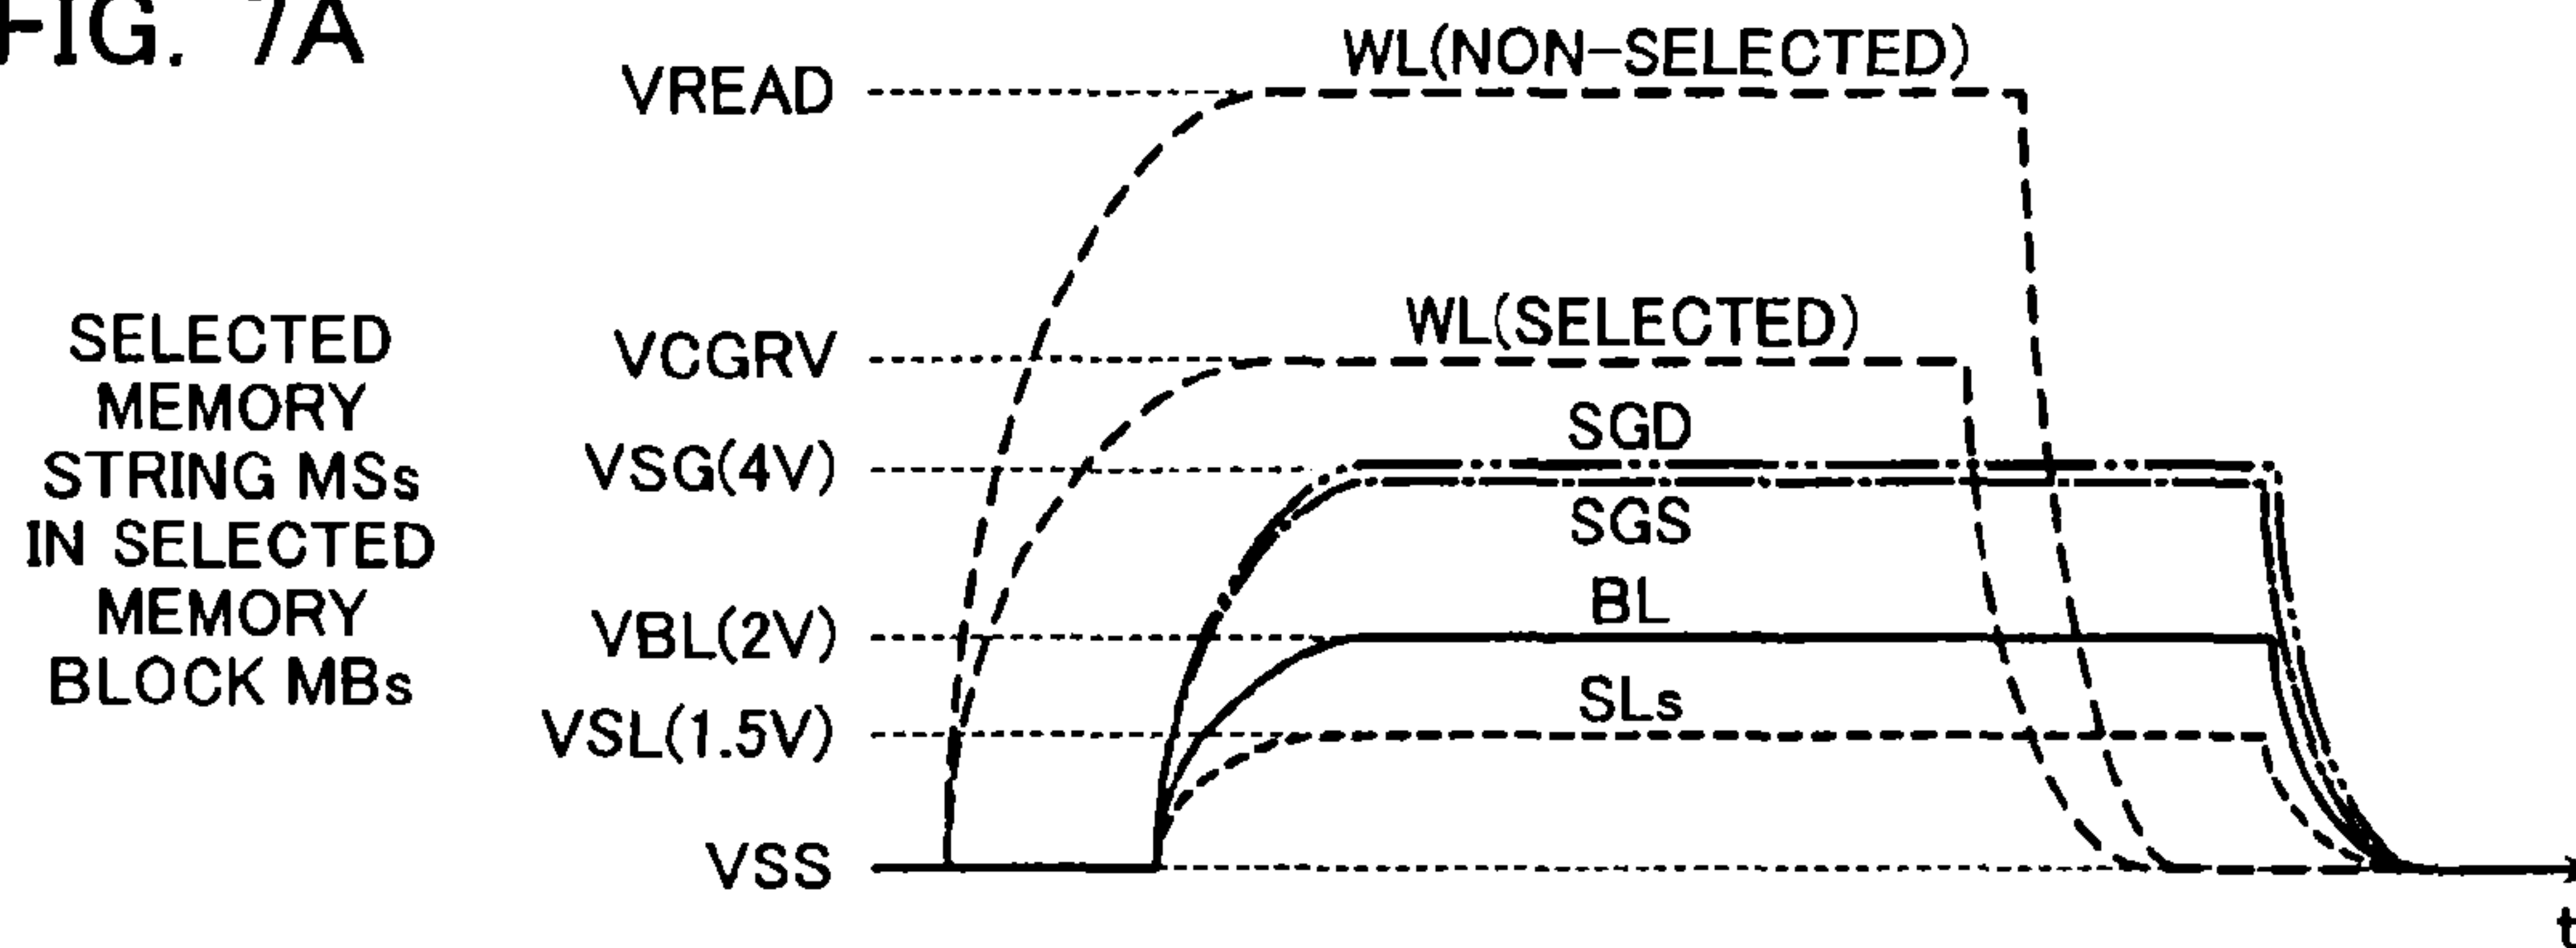 FIG. 7A
WL(NON-SELECTED)
VREAD
WL(SELECTED)
VCGRV
SELECTED
MEMORY
STRING MSs
IN SELECTED
MEMORY
BLOCK MBs
SGD
VSG(4V)
SGS
BL
VBL(2V)
SLs
VSL(1.5V)
VSS
t